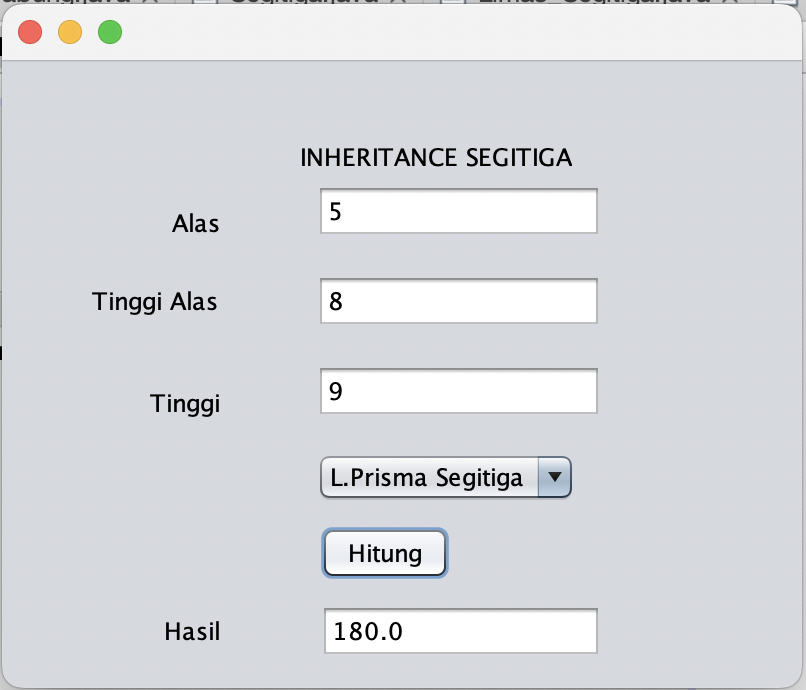 INHERITANCE SEGITIGA
Alas
5
Tinggi Alas
8
Tinggi
9
L.Prisma Segitiga
Hitung
Hasil
180.0